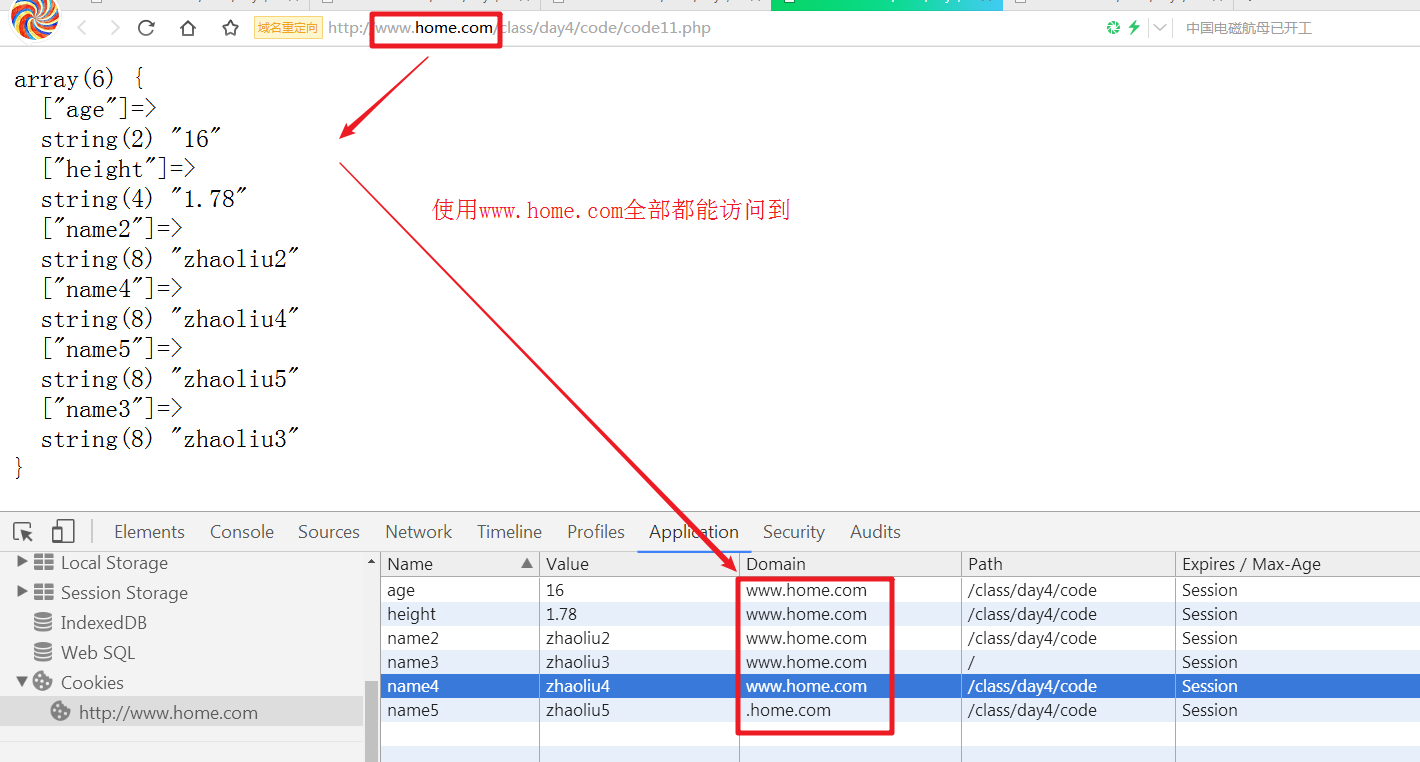 域名重定向 http://www.home.com/class/day4/code/code11.php 中国电磁航母已开工
array(6) {
["age"]=>
string(2) "16"
["height"]=>
string(4) "1.78"
["name2"]=>
string(8) "zhaoliu2"
["name4"]=>
string(8) "zhaoliu4"
["name5"]=>
string(8) "zhaoliu5"
["name3"]=>
string(8) "zhaoliu3"
}
使用www.home.com全部都能访问到
Elements Console Sources Network Timeline Profiles Application Security Audits
Local Storage
Session Storage
IndexedDB
Web SQL
Cookies
http://www.home.com
Name Value Domain Path Expires / Max-Age
age 16 www.home.com /class/day4/code Session
height 1.78 www.home.com /class/day4/code Session
name2 zhaoliu2 www.home.com /class/day4/code Session
name3 zhaoliu3 www.home.com / Session
name4 zhaoliu4 www.home.com /class/day4/code Session
name5 zhaoliu5 .home.com /class/day4/code Session